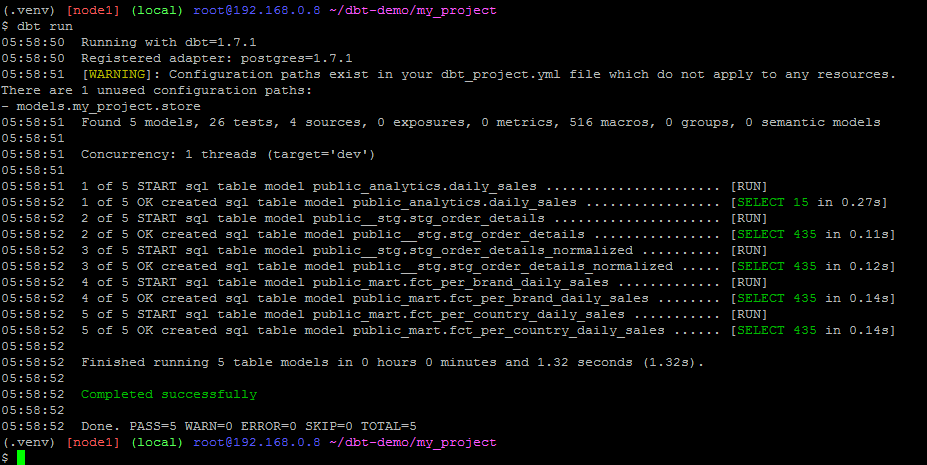 (.venv) [node1] (local) root@192.168.0.8 ~/dbt-demo/my_project
$ dbt run
05:58:50  Running with dbt=1.7.1
05:58:50  Registered adapter: postgres=1.7.1
05:58:51  [WARNING]: Configuration paths exist in your dbt_project.yml file which do not apply to any resources.
There are 1 unused configuration paths:
- models.my_project.store
05:58:51  Found 5 models, 26 tests, 4 sources, 0 exposures, 0 metrics, 516 macros, 0 groups, 0 semantic models
05:58:51
05:58:51  Concurrency: 1 threads (target='dev')
05:58:51
05:58:51  1 of 5 START sql table model public_analytics.daily_sales ...................... [RUN]
05:58:52  1 of 5 OK created sql table model public_analytics.daily_sales ................. [SELECT 15 in 0.27s]
05:58:52  2 of 5 START sql table model public__stg.stg_order_details ..................... [RUN]
05:58:52  2 of 5 OK created sql table model public__stg.stg_order_details ................ [SELECT 435 in 0.11s]
05:58:52  3 of 5 START sql table model public__stg.stg_order_details_normalized .......... [RUN]
05:58:52  3 of 5 OK created sql table model public__stg.stg_order_details_normalized ..... [SELECT 435 in 0.12s]
05:58:52  4 of 5 START sql table model public_mart.fct_per_brand_daily_sales ............. [RUN]
05:58:52  4 of 5 OK created sql table model public_mart.fct_per_brand_daily_sales ........ [SELECT 435 in 0.14s]
05:58:52  5 of 5 START sql table model public_mart.fct_per_country_daily_sales ........... [RUN]
05:58:52  5 of 5 OK created sql table model public_mart.fct_per_country_daily_sales ...... [SELECT 435 in 0.14s]
05:58:52
05:58:52  Finished running 5 table models in 0 hours 0 minutes and 1.32 seconds (1.32s).
05:58:52
05:58:52  Completed successfully
05:58:52
05:58:52  Done. PASS=5 WARN=0 ERROR=0 SKIP=0 TOTAL=5
(.venv) [node1] (local) root@192.168.0.8 ~/dbt-demo/my_project
$